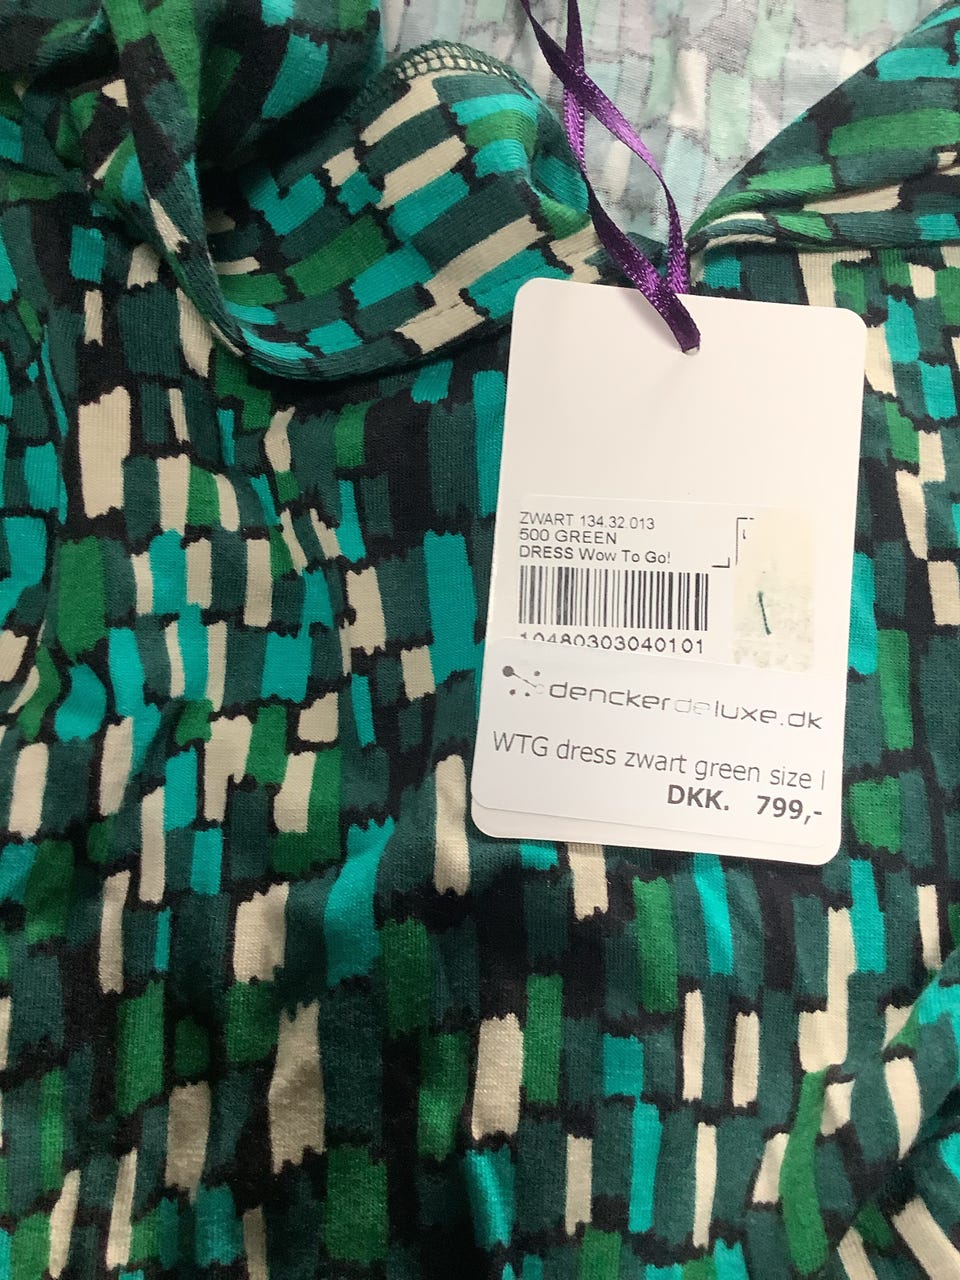 ZWART 134.32.013
500 GREEN
DRESS Wow To Go!
10480303040101
denckerdeluxe.dk
WTG dress zwart green size l
DKK. 799,-